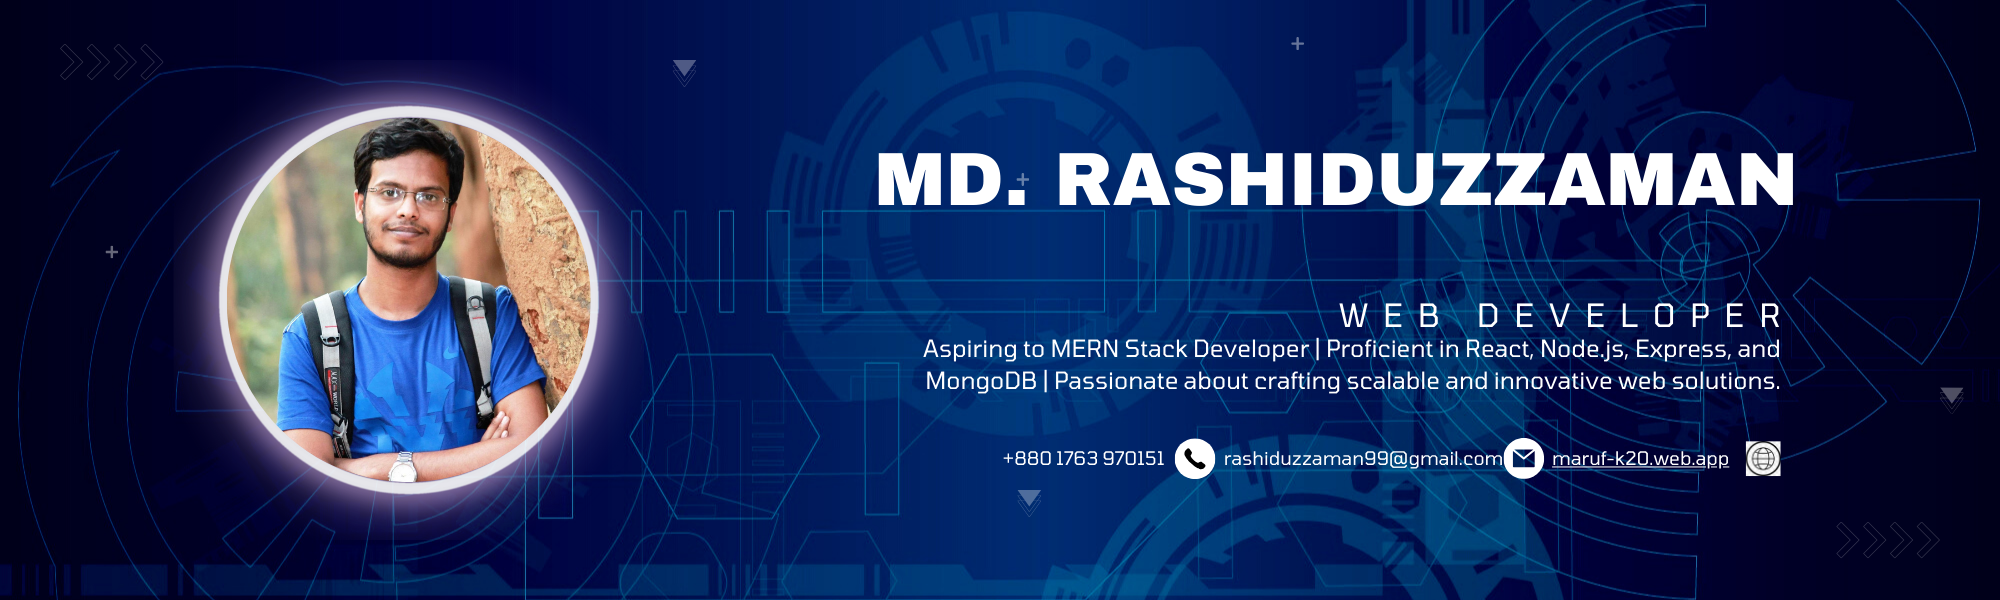 MD. RASHIDUZZAMAN
WEB DEVELOPER
Aspiring to MERN Stack Developer | Proficient in React, Node.js, Express, and
MongoDB | Passionate about crafting scalable and innovative web solutions.
+880 1763 970151 rashiduzzaman99@gmail.com maruf-k20.web.app